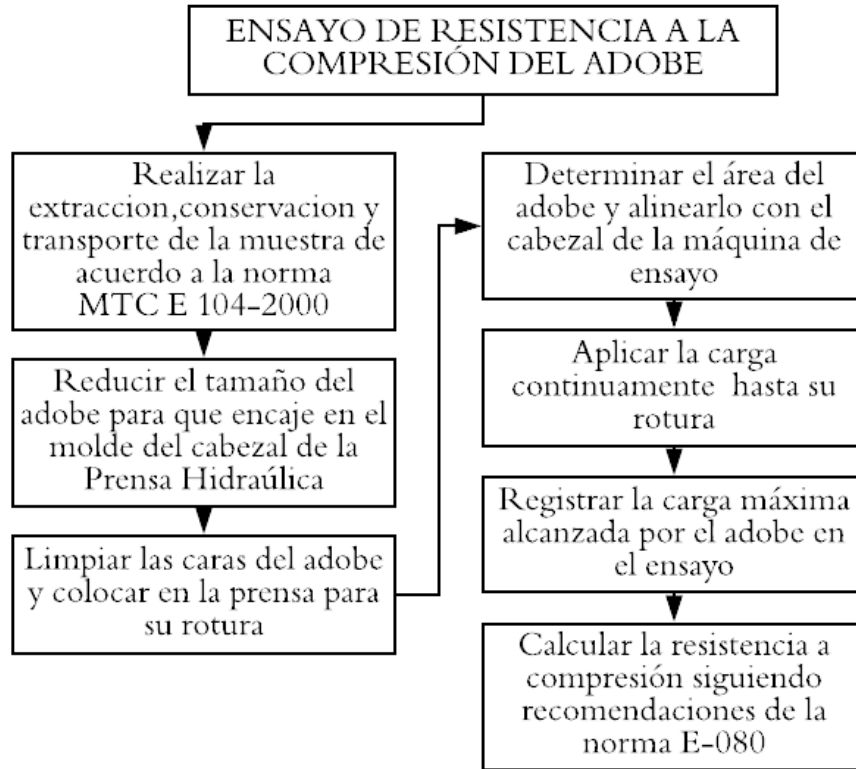 ENSAYO DE RESISTENCIA A LA
COMPRESIÓN DEL ADOBE
Realizar la
extraccion,conservacion y
transporte de la muestra de
acuerdo a la norma
MTC E 104-2000
Reducir el tamaño del
adobe para que encaje en el
molde del cabezal de la
Prensa Hidraúlica
Limpiar las caras del adobe
y colocar en la prensa para
su rotura
Determinar el área del
adobe y alinearlo con el
cabezal de la máquina de
ensayo
Aplicar la carga
continuamente hasta su
rotura
Registrar la carga máxima
alcanzada por el adobe en
el ensayo
Calcular la resistencia a
compresión siguiendo
recomendaciones de la
norma E-080